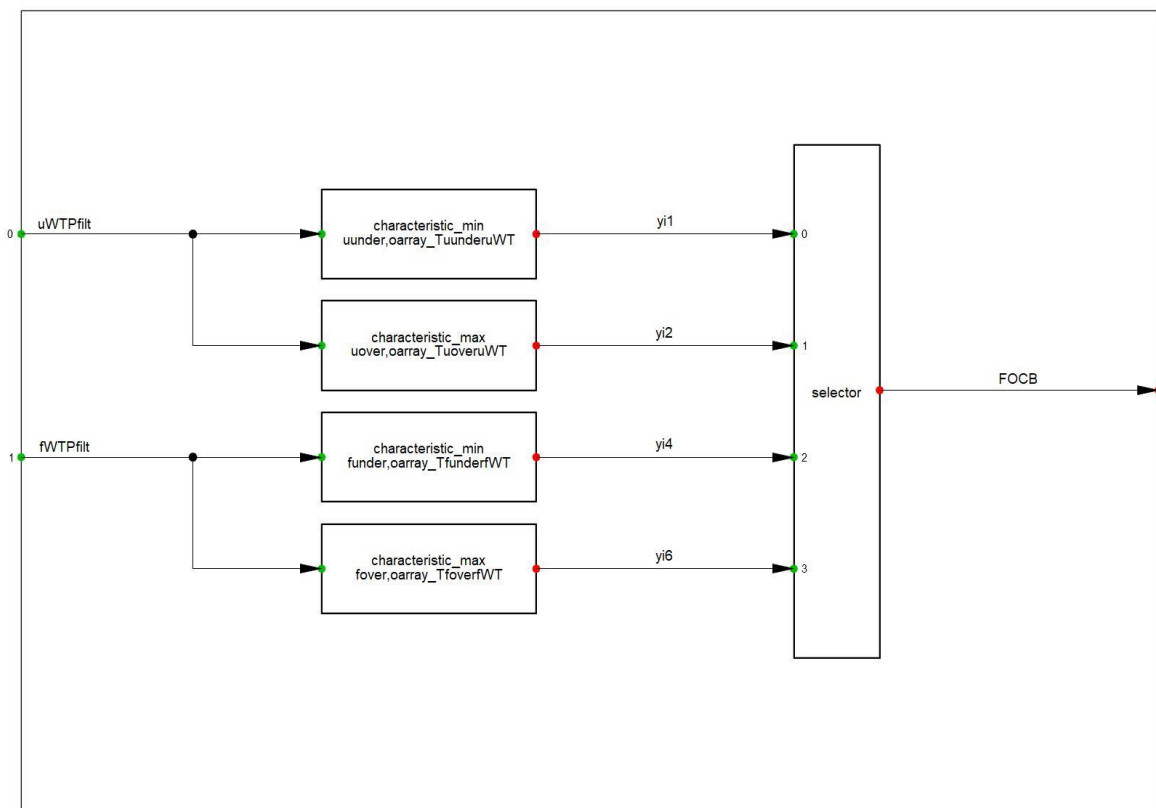 uWTPfilt
0
characteristic_min
uunder,oarray_TuunderuWT
yi1
0
characteristic_max
uover,oarray_TuoveruWT
yi2
1
selector
FOCB
fWTPfilt
1
characteristic_min
funder,oarray_TfunderfWT
yi4
2
characteristic_max
fover,oarray_TfoverfWT
yi6
3